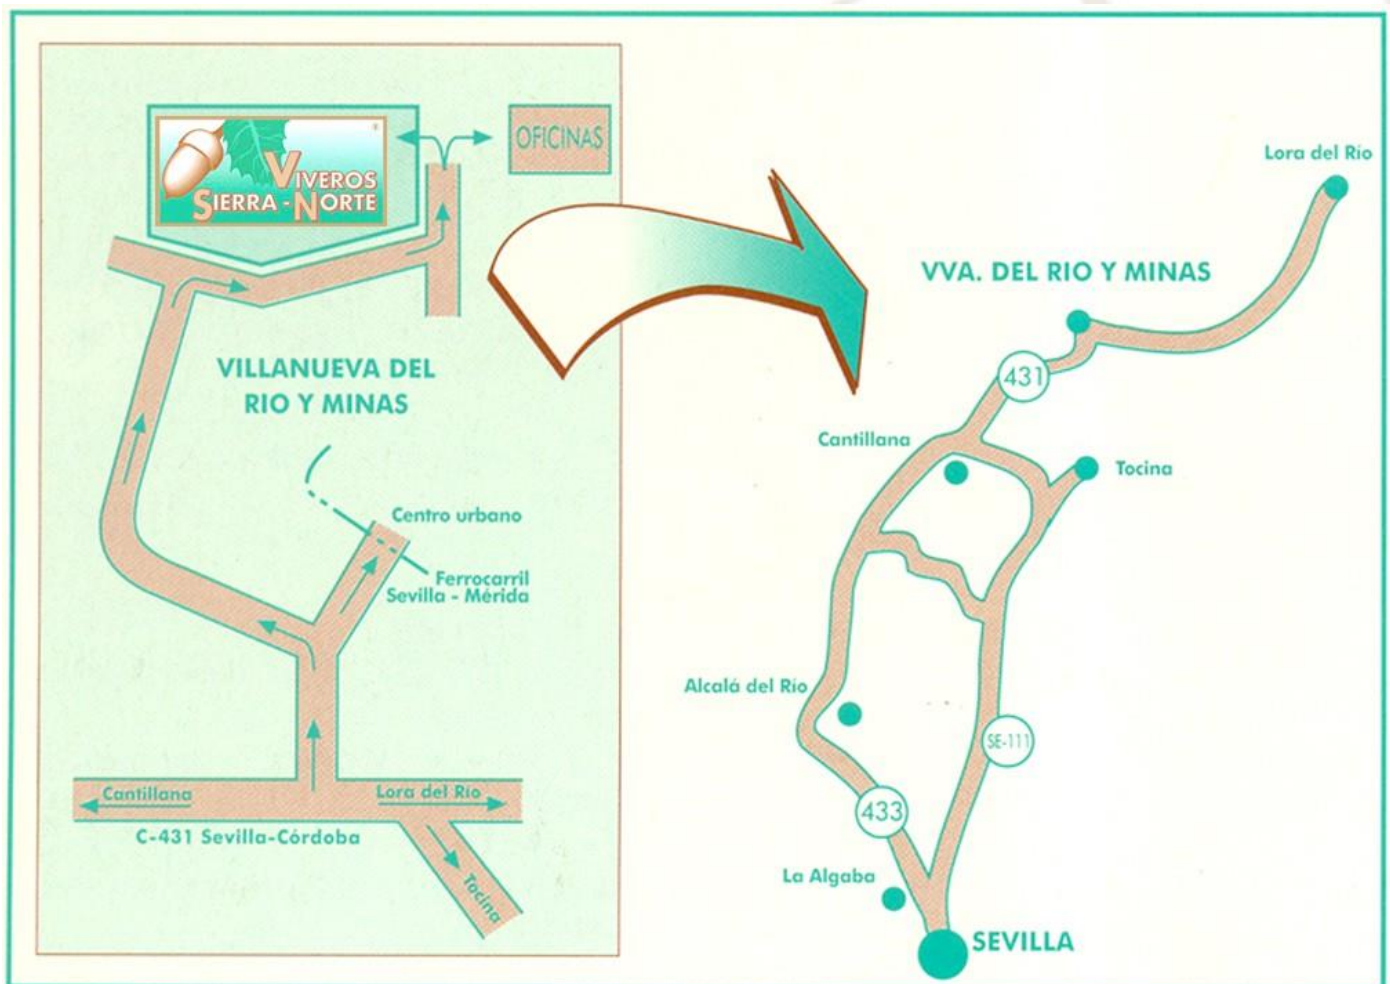 OFICINAS
VIVEROS
SIERRA - NORTE
®
VILLANUEVA DEL
RIO Y MINAS
Centro urbano
Ferrocarril
Sevilla - Mérida
Cantillana
Lora del Río
C-431 Sevilla-Córdoba
Tocina
Lora del Río
VVA. DEL RIO Y MINAS
431
Cantillana
Tocina
Alcalá del Río
SE-111
433
La Algaba
SEVILLA